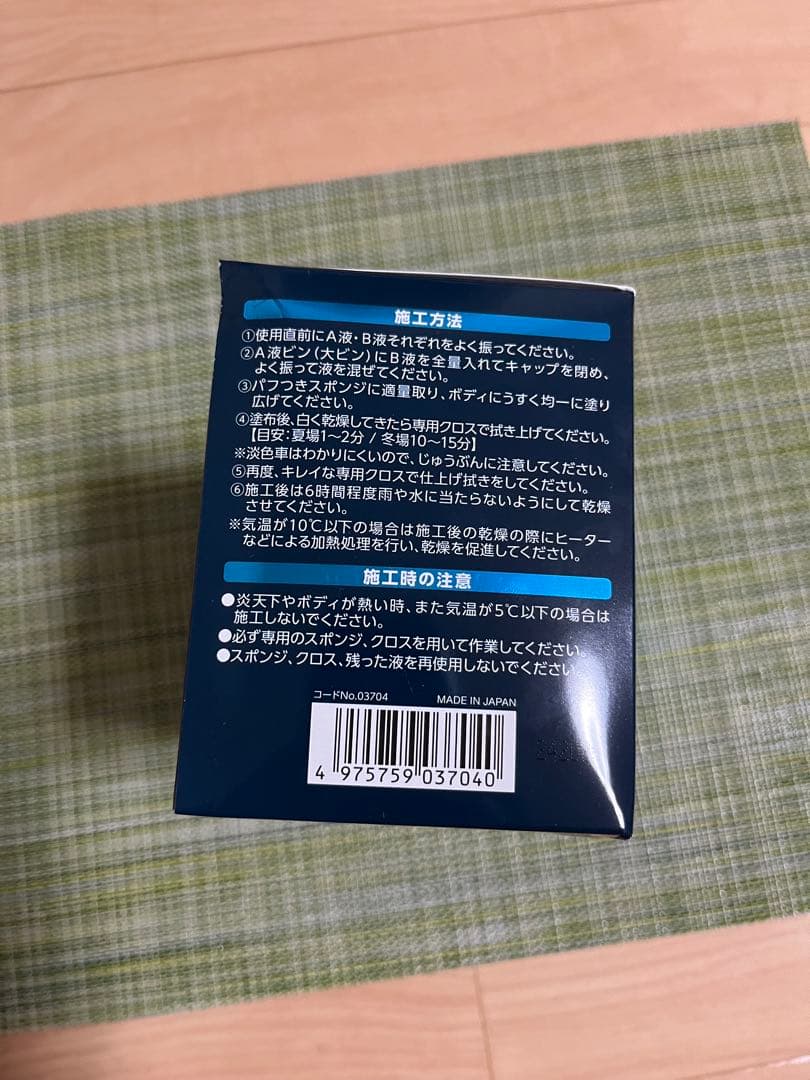 施工方法
①使用直前にA液・B液それぞれをよく振ってください。
②A液ビン(大ビン)にB液を全量入れてキャップを閉め、
よく振って液を混ぜてください。
③パフつきスポンジに適量取り、ボディにうすく均一に塗り
広げてください。
④塗布後、白く乾燥してきたら専用クロスで拭き上げてください。
【目安:夏場1〜2分 / 冬場10〜15分】
※淡色車はわかりにくいので、じゅうぶんに注意してください。
⑤再度、キレイな専用クロスで仕上げ拭きをしてください。
⑥施工後は6時間程度雨や水に当たらないようにして乾燥
させてください。
※気温が10℃以下の場合は施工後の乾燥の際にヒーター
などによる加熱処理を行い、乾燥を促進してください。
施工時の注意
●炎天下やボディが熱い時、また気温が5℃以下の場合は
施工しないでください。
●必ず専用のスポンジ、クロスを用いて作業してください。
●スポンジ、クロス、残った液を再使用しないでください。
コードNo.03704 MADE IN JAPAN
4 975759 037040